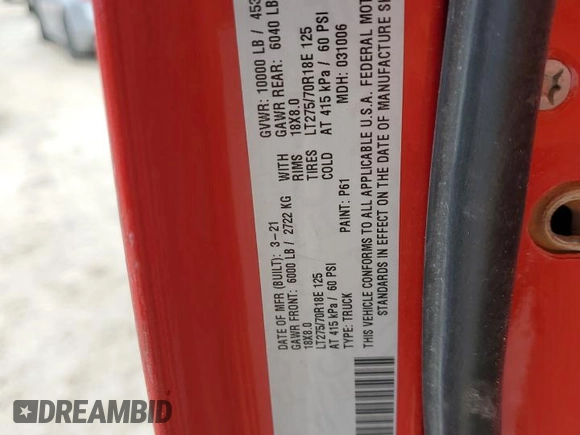 DATE OF MFR (BUILT): 3-21 GVWR: 10000 LB /
GAWR FRONT: 6000 LB / 2722 KG WITH GAWR REAR: 6040 LB
18X8.0 RIMS 18X8.0
LT275/70R18E 125 TIRES LT275/70R18E 125
AT 415 kPa / 60 PSI COLD AT 415 kPa / 60 PSI
TYPE: TRUCK PAINT: P61 MDH: 031006
THIS VEHICLE CONFORMS TO ALL APPLICABLE U.S.A. FEDERAL
STANDARDS IN EFFECT ON THE DATE OF MANUFACTURE
DREAMBID